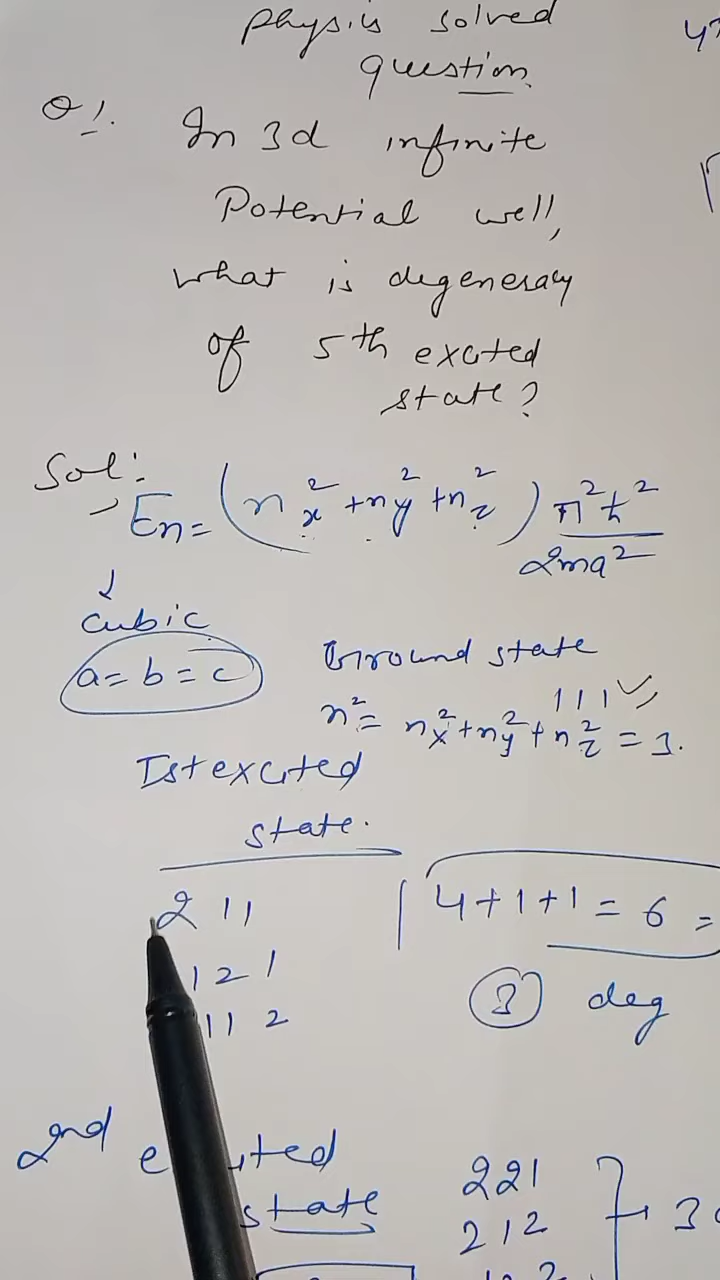 physics solved
question
Q1.
In 3d infinite
Potential well,
what is degeneracy
of 5th excited
state?
Sol:
En = (nx² + ny² + nz²) π²ħ² / 2ma²
↓
cubic
a = b = c
Ground state
111 ✓
n² = nx² + ny² + nz² = 3.
Ist excited
state.
2 1 1
4+1+1 = 6 =
1 2 1
③ deg
1 1 2
2nd
state
221
212
3